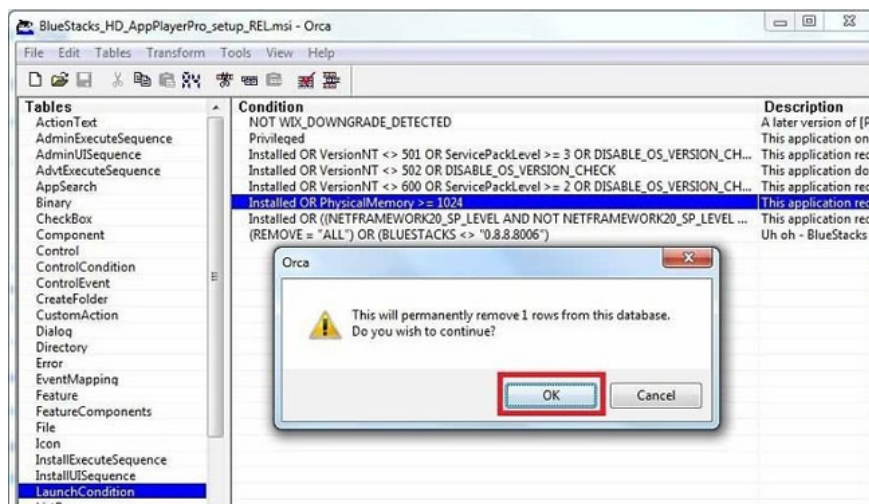 BlueStacks_HD_AppPlayerPro_setup_REL.msi - Orca
File Edit Tables Transform Tools View Help
Tables
ActionText
AdminExecuteSequence
AdminUISequence
AdvtExecuteSequence
AppSearch
Binary
CheckBox
Component
Control
ControlCondition
ControlEvent
CreateFolder
CustomAction
Dialog
Directory
Error
EventMapping
Feature
FeatureComponents
File
Icon
InstallExecuteSequence
InstallUISequence
LaunchCondition
Condition Description
NOT WIX_DOWNGRADE_DETECTED A later version of [P
Privileged This application on
Installed OR VersionNT <> 501 OR ServicePackLevel >= 3 OR DISABLE_OS_VERSION_CH... This application rec
Installed OR VersionNT <> 502 OR DISABLE_OS_VERSION_CHECK This application do
Installed OR VersionNT <> 600 OR ServicePackLevel >= 2 OR DISABLE_OS_VERSION_CH... This application rec
Installed OR PhysicalMemory >= 1024 This application rec
Installed OR ((NETFRAMEWORK20_SP_LEVEL AND NOT NETFRAMEWORK20_SP_LEVEL ... This application rec
(REMOVE = "ALL") OR (BLUESTACKS <> "0.8.8.8006") Uh oh - BlueStacks
Orca
This will permanently remove 1 rows from this database.
Do you wish to continue?
OK Cancel